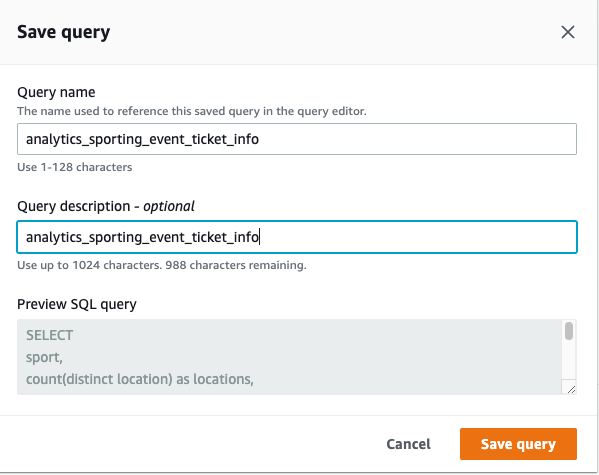 Save query
Query name
The name used to reference this saved query in the query editor.
analytics_sporting_event_ticket_info
Use 1-128 characters
Query description - optional
analytics_sporting_event_ticket_info
Use up to 1024 characters. 988 characters remaining.
Preview SQL query
SELECT
sport,
count(distinct location) as locations,
Cancel
Save query